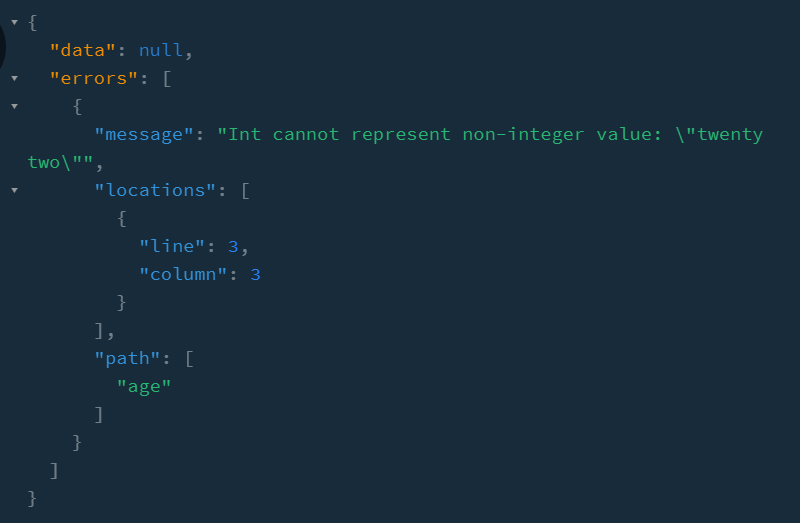 {
"data": null,
"errors": [
{
"message": "Int cannot represent non-integer value: \"twenty
two\"",
"locations": [
{
"line": 3,
"column": 3
}
],
"path": [
"age"
]
}
]
}